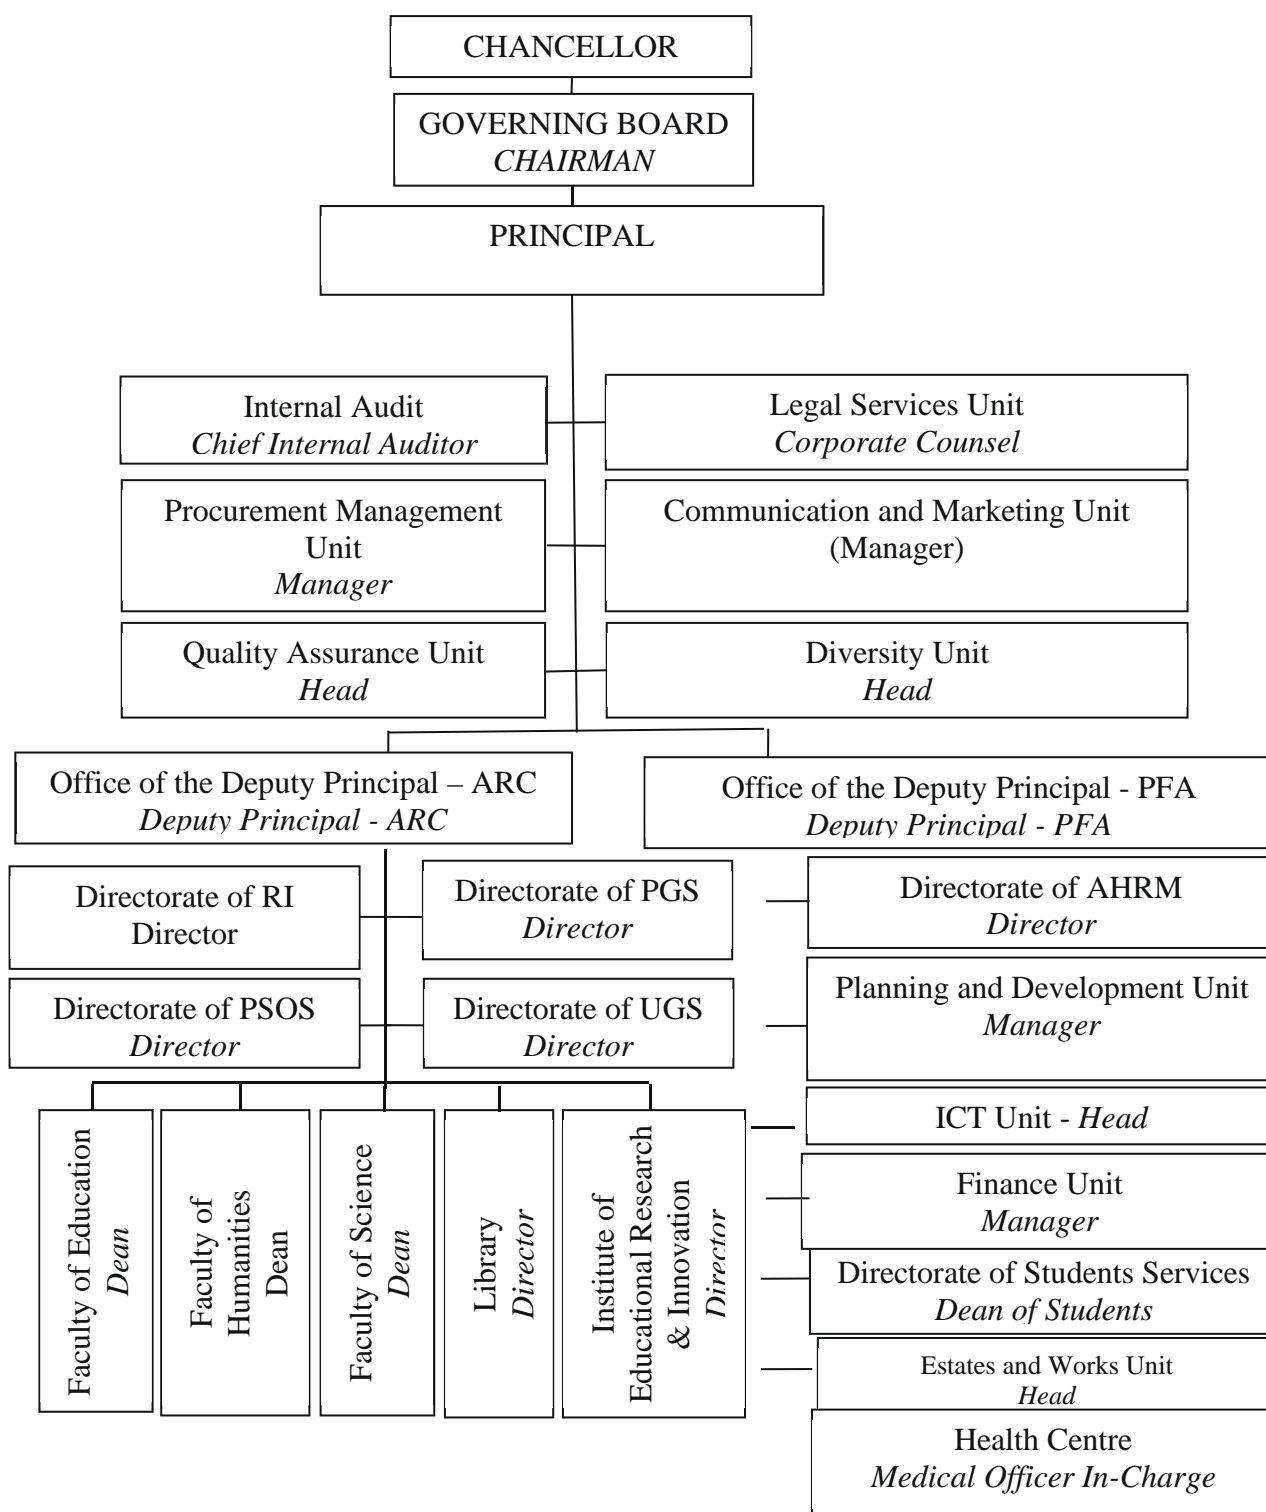 CHANCELLOR
GOVERNING BOARD
CHAIRMAN
PRINCIPAL
Internal Audit
Chief Internal Auditor
Legal Services Unit
Corporate Counsel
Procurement Management
Unit
Manager
Communication and Marketing Unit
(Manager)
Quality Assurance Unit
Head
Diversity Unit
Head
Office of the Deputy Principal – ARC
Deputy Principal - ARC
Office of the Deputy Principal - PFA
Deputy Principal - PFA
Directorate of RI
Director
Directorate of PGS
Director
Directorate of AHRM
Director
Directorate of PSOS
Director
Directorate of UGS
Director
Planning and Development Unit
Manager
Faculty of Education
Dean
Faculty of
Humanities
Dean
Faculty of Science
Dean
Library
Director
Institute of
Educational Research
& Innovation
Director
ICT Unit - Head
Finance Unit
Manager
Directorate of Students Services
Dean of Students
Estates and Works Unit
Head
Health Centre
Medical Officer In-Charge